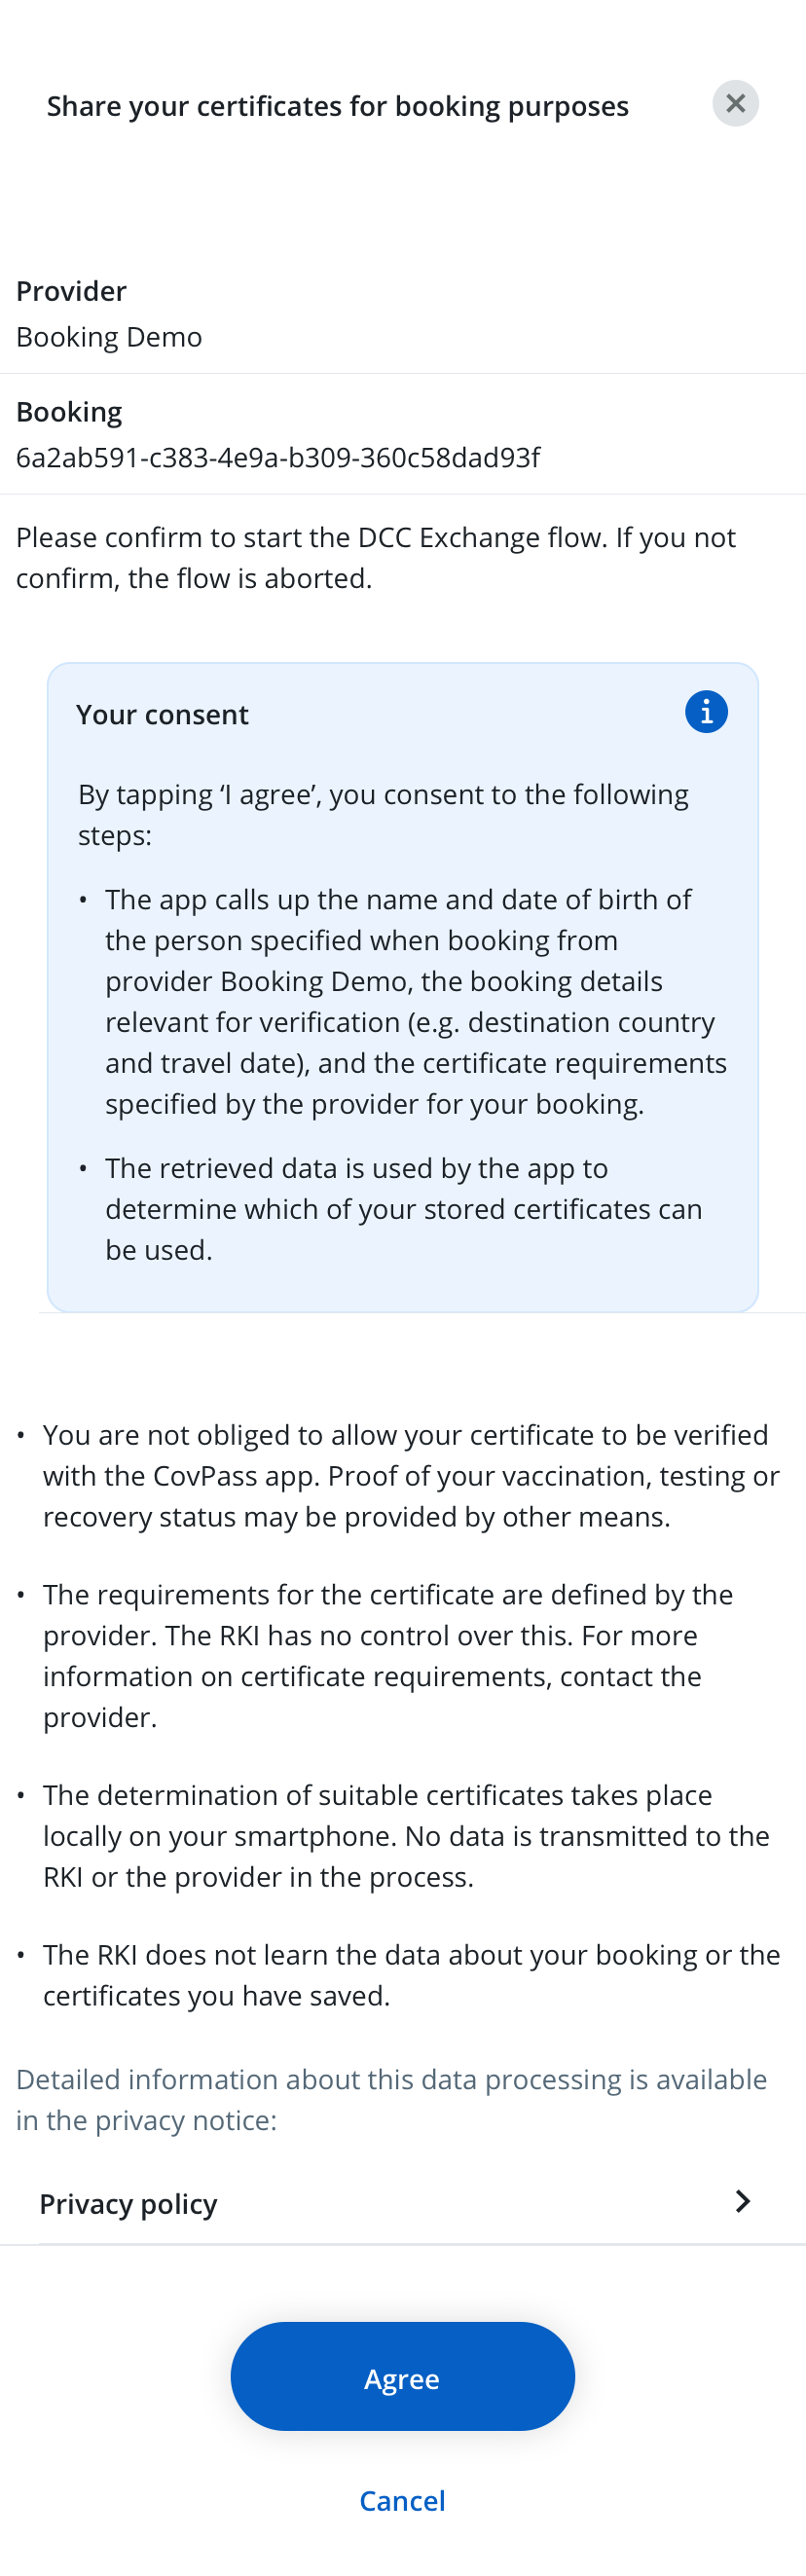 Share your certificates for booking purposes
Provider
Booking Demo
Booking
6a2ab591-c383-4e9a-b309-360c58dad93f
Please confirm to start the DCC Exchange flow. If you not
confirm, the flow is aborted.
Your consent
By tapping ‘I agree’, you consent to the following
steps:
• The app calls up the name and date of birth of
the person specified when booking from
provider Booking Demo, the booking details
relevant for verification (e.g. destination country
and travel date), and the certificate requirements
specified by the provider for your booking.
• The retrieved data is used by the app to
determine which of your stored certificates can
be used.
• You are not obliged to allow your certificate to be verified
with the CovPass app. Proof of your vaccination, testing or
recovery status may be provided by other means.
• The requirements for the certificate are defined by the
provider. The RKI has no control over this. For more
information on certificate requirements, contact the
provider.
• The determination of suitable certificates takes place
locally on your smartphone. No data is transmitted to the
RKI or the provider in the process.
• The RKI does not learn the data about your booking or the
certificates you have saved.
Detailed information about this data processing is available
in the privacy notice:
Privacy policy
Agree
Cancel